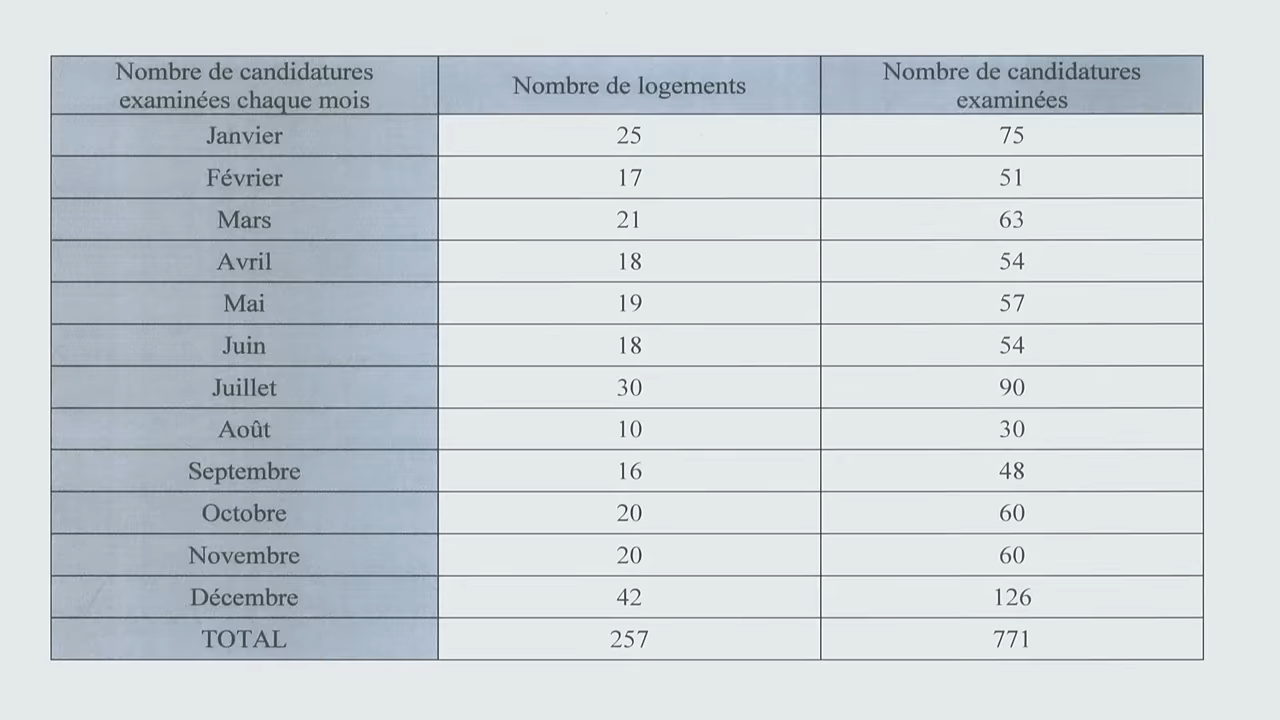 Nombre de candidatures
examinées chaque mois
Nombre de logements
Nombre de candidatures
examinées
Janvier 25 75
Février 17 51
Mars 21 63
Avril 18 54
Mai 19 57
Juin 18 54
Juillet 30 90
Août 10 30
Septembre 16 48
Octobre 20 60
Novembre 20 60
Décembre 42 126
TOTAL 257 771